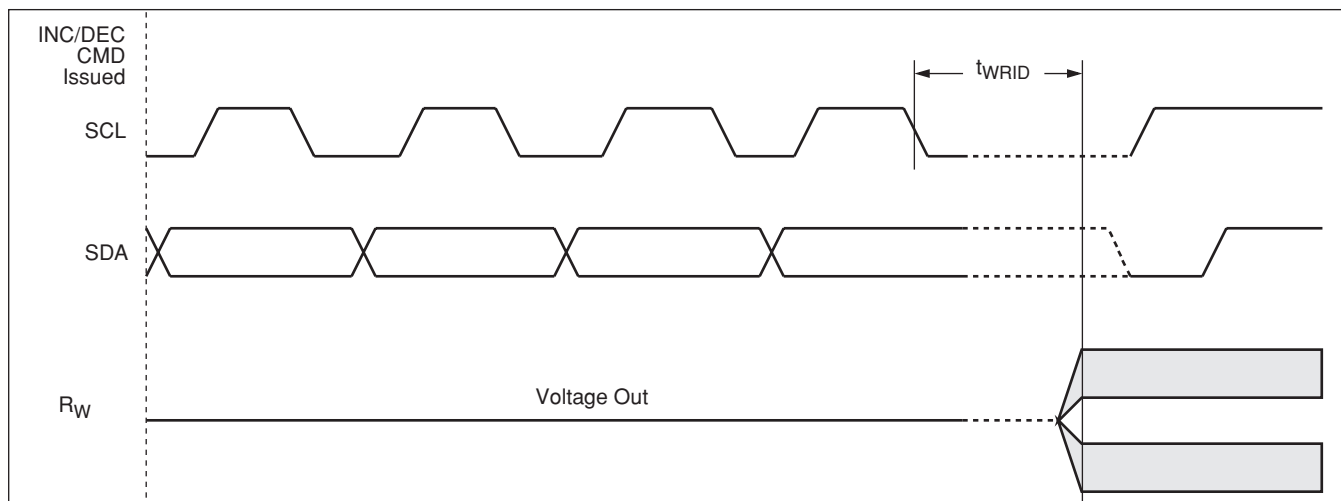 INC/DEC
CMD
Issued
tWRID
SCL
SDA
Voltage Out
RW